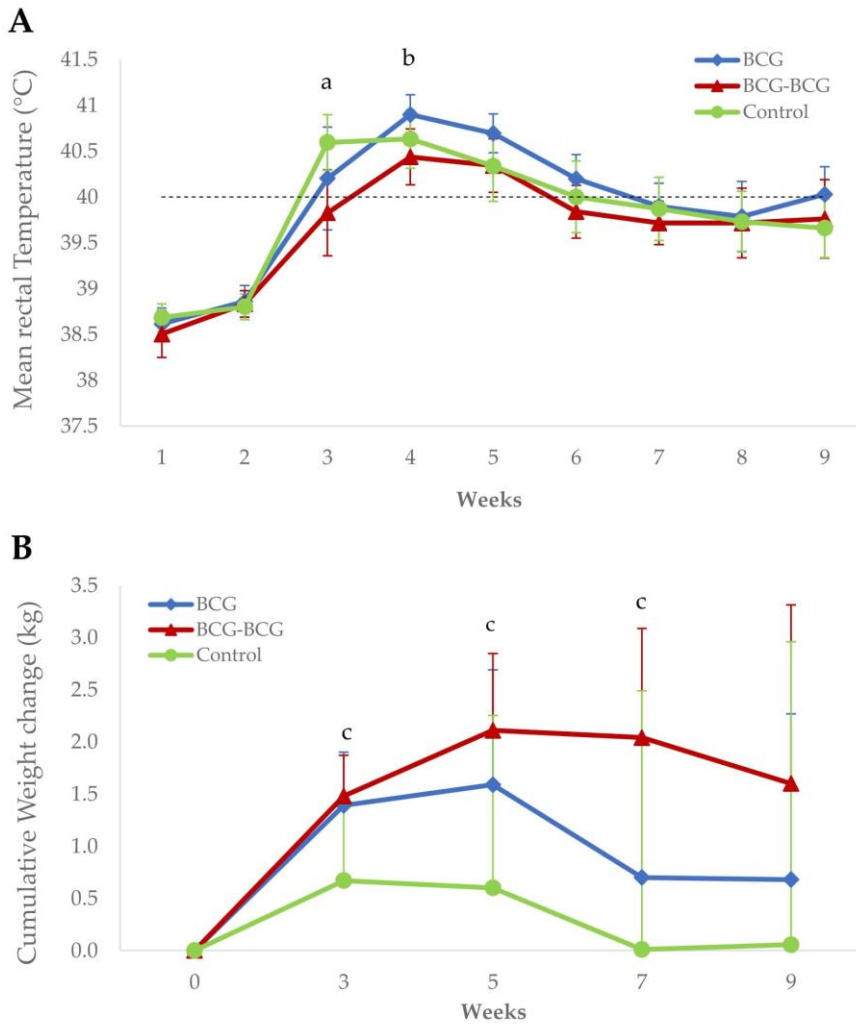 A
Mean rectal Temperature (°C)
41.5
41
40.5
40
39.5
39
38.5
38
37.5
a
b
BCG
BCG-BCG
Control
1 2 3 4 5 6 7 8 9
Weeks
B
Cumulative Weight change (kg)
3.5
3.0
2.5
2.0
1.5
1.0
0.5
0.0
BCG
BCG-BCG
Control
c
c
c
0 3 5 7 9
Weeks